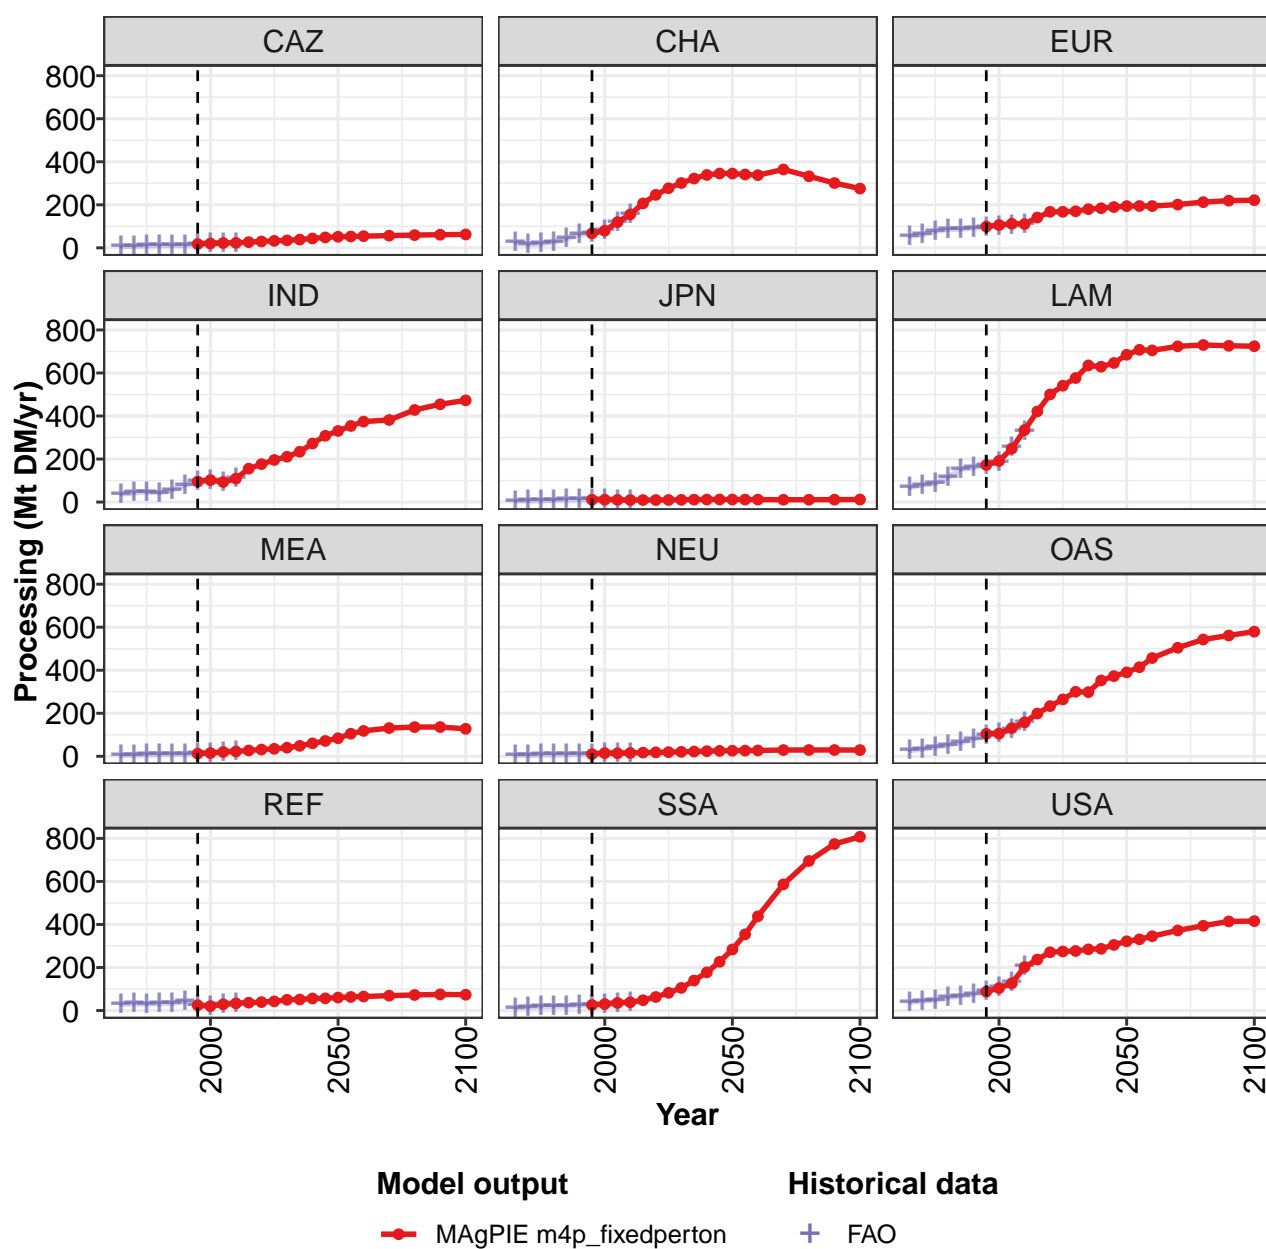 CAZ CHA EUR
800
600
400
200
0
IND JPN LAM
800
600
400
200
0
Processing (Mt DM/yr)
MEA NEU OAS
800
600
400
200
0
REF SSA USA
800
600
400
200
0
2000 2050 2100 2000 2050 2100 2000 2050 2100
Year
Model output Historical data
MAgPIE m4p_fixedperton FAO